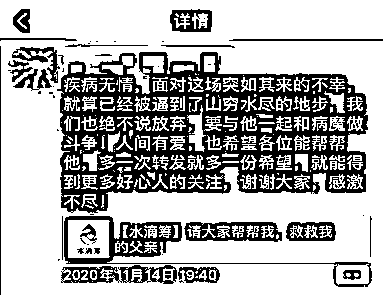 详情
疾病无情，面对这场突如其来的不幸，
就算已经被逼到了山穷水尽的地步，我
们也绝不说放弃，要与他一起和病魔做
斗争！人间有爱，也希望各位能帮帮
他，多一次转发就多一份希望，就能得
到更多好心人的关注，谢谢大家，感激
不尽！
【水滴筹】请大家帮帮我，救救我
的父亲！
水滴筹
2020年11月14日 19:40